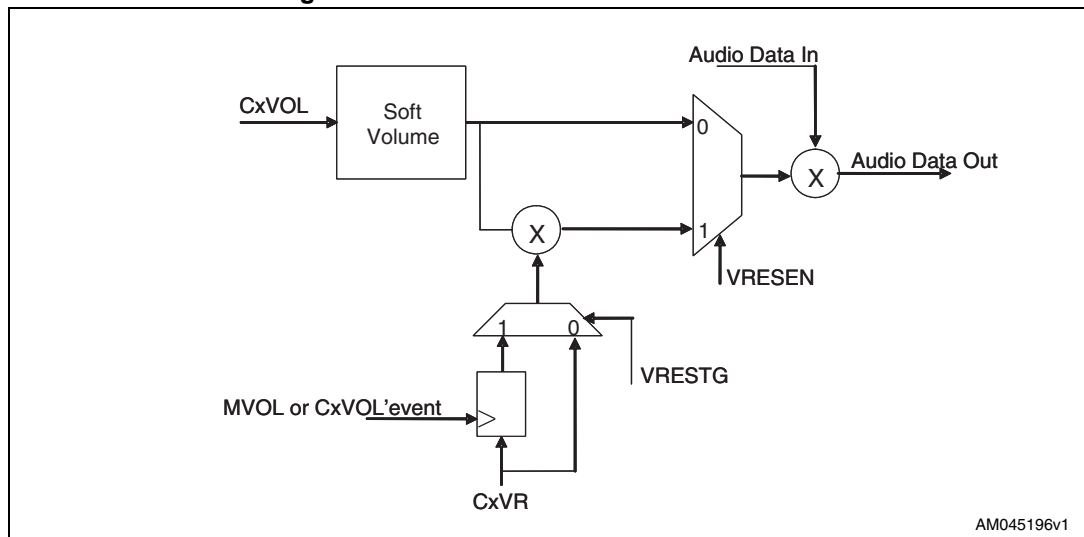 Audio Data In
CxVOL
Soft
Volume
0
X
Audio Data Out
X
1
VRESEN
1
0
VRESTG
MVOL or CxVOL'event
CxVR
AM045196v1